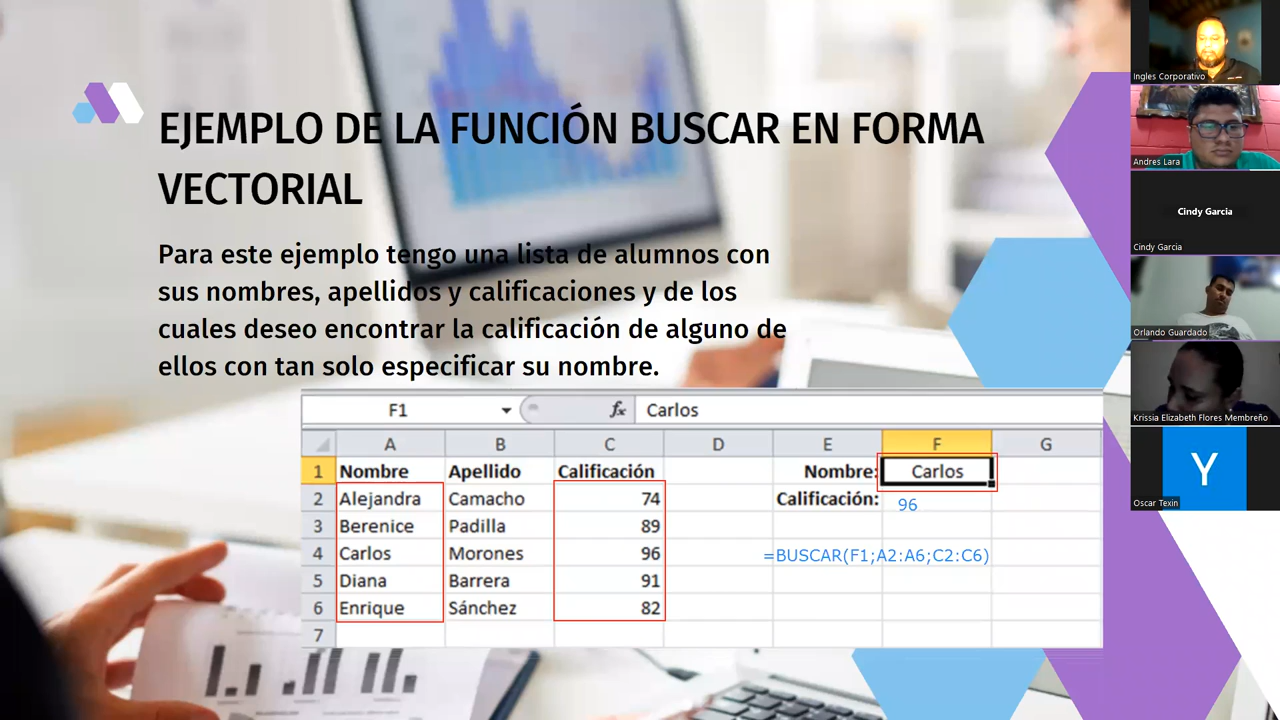 EJEMPLO DE LA FUNCIÓN BUSCAR EN FORMA
VECTORIAL
Para este ejemplo tengo una lista de alumnos con
sus nombres, apellidos y calificaciones y de los
cuales deseo encontrar la calificación de alguno de
ellos con tan solo especificar su nombre.
F1 fx Carlos
A B C D E F G
1 Nombre Apellido Calificación Nombre: Carlos
2 Alejandra Camacho 74 Calificación: 96
3 Berenice Padilla 89
4 Carlos Morones 96 =BUSCAR(F1;A2:A6;C2:C6)
5 Diana Barrera 91
6 Enrique Sánchez 82
7
Ingles Corporativo
Andres Lara
Cindy Garcia
Cindy Garcia
Orlando Guardado
Krissia Elizabeth Flores Membreño
Y
Oscar Texin